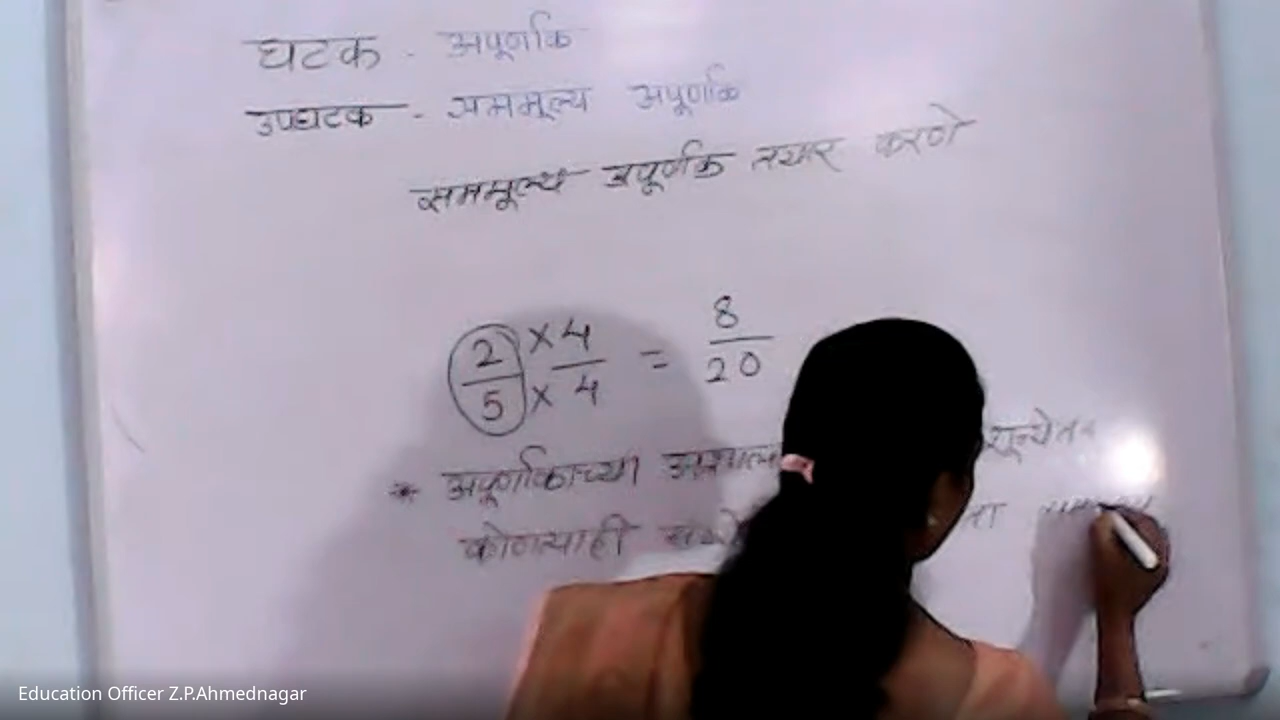 घटक - अपूर्णांक
उपघटक - सममूल्य अपूर्णांक
सममूल्य अपूर्णांक तयार करणे
2/5 × 4/× 4 = 8/20
* अपूर्णांकाच्या शून्येतर
कोणत्याही
Education Officer Z.P.Ahmednagar